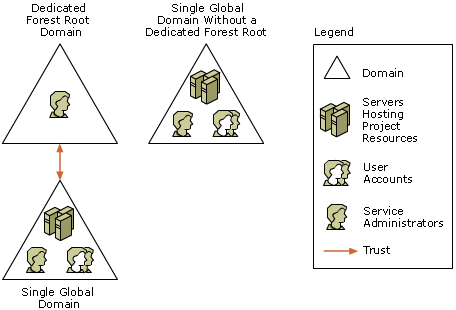 Dedicated
Forest Root
Domain
Single Global
Domain Without a
Dedicated Forest Root
Single Global
Domain
Legend
Domain
Servers
Hosting
Project
Resources
User
Accounts
Service
Administrators
Trust